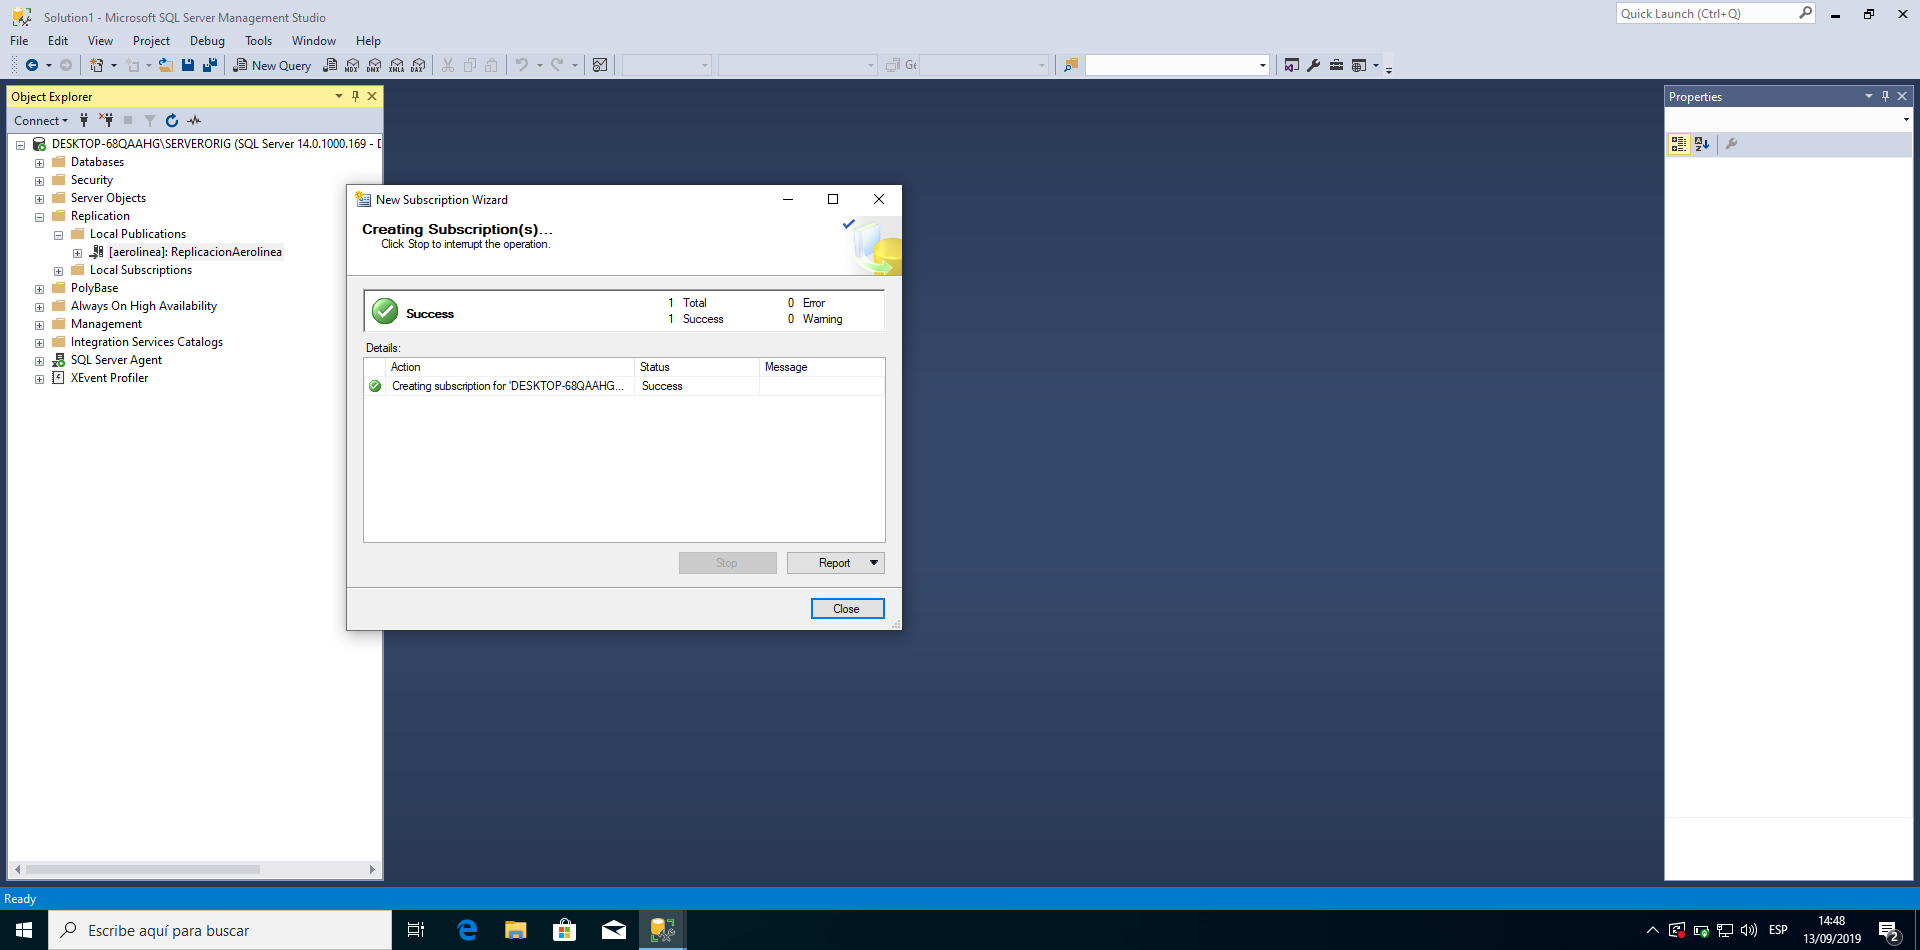 Solution1 - Microsoft SQL Server Management Studio
Quick Launch (Ctrl+Q)
File Edit View Project Debug Tools Window Help
New Query
MDX DMX XMLA DAX
Object Explorer
Connect
DESKTOP-68QAAHG\SERVERORIG (SQL Server 14.0.1000.169 - D
Databases
Security
Server Objects
Replication
Local Publications
[aerolinea]: ReplicacionAerolinea
Local Subscriptions
PolyBase
Always On High Availability
Management
Integration Services Catalogs
SQL Server Agent
XEvent Profiler
New Subscription Wizard
Creating Subscription(s)...
Click Stop to interrupt the operation.
Success
1 Total 0 Error
1 Success 0 Warning
Details:
Action Status Message
Creating subscription for 'DESKTOP-68QAAHG... Success
Stop Report
Close
Properties
Ready
Escribe aquí para buscar
ESP
14:48
13/09/2019
2